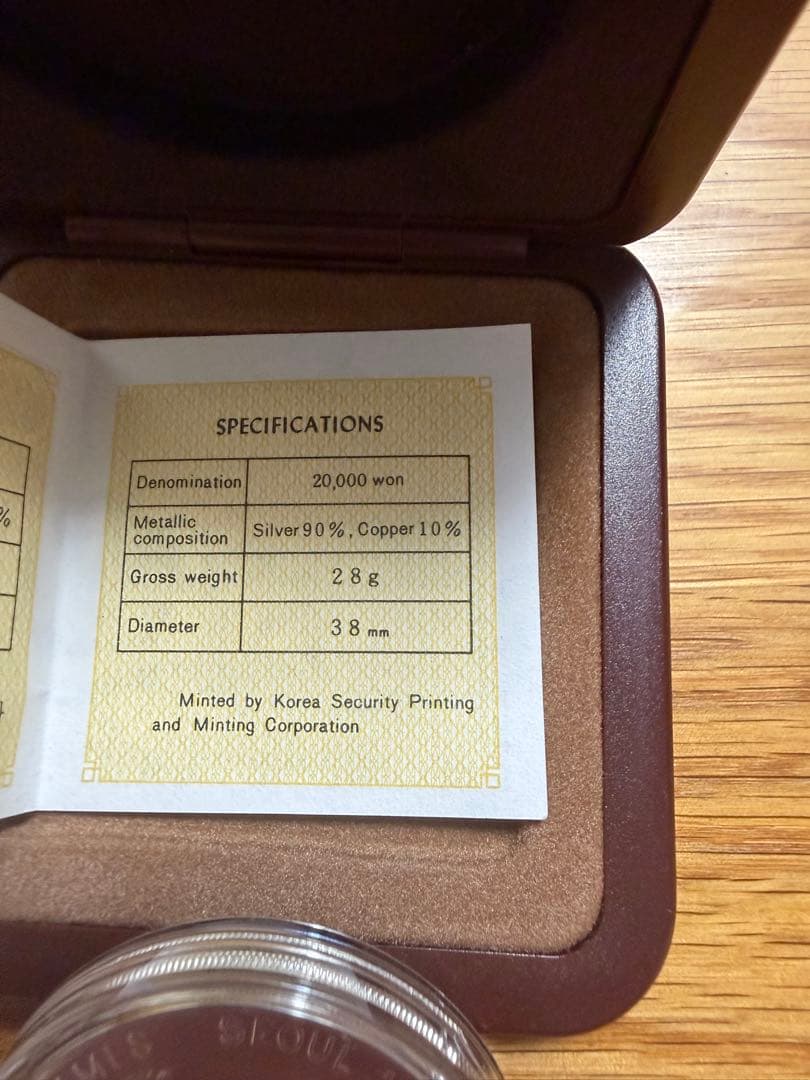 %
SPECIFICATIONS
Denomination 20,000 won
Metallic composition Silver 90%, Copper 10%
Gross weight 28g
Diameter 38mm
Minted by Korea Security Printing
and Minting Corporation
SEOUL